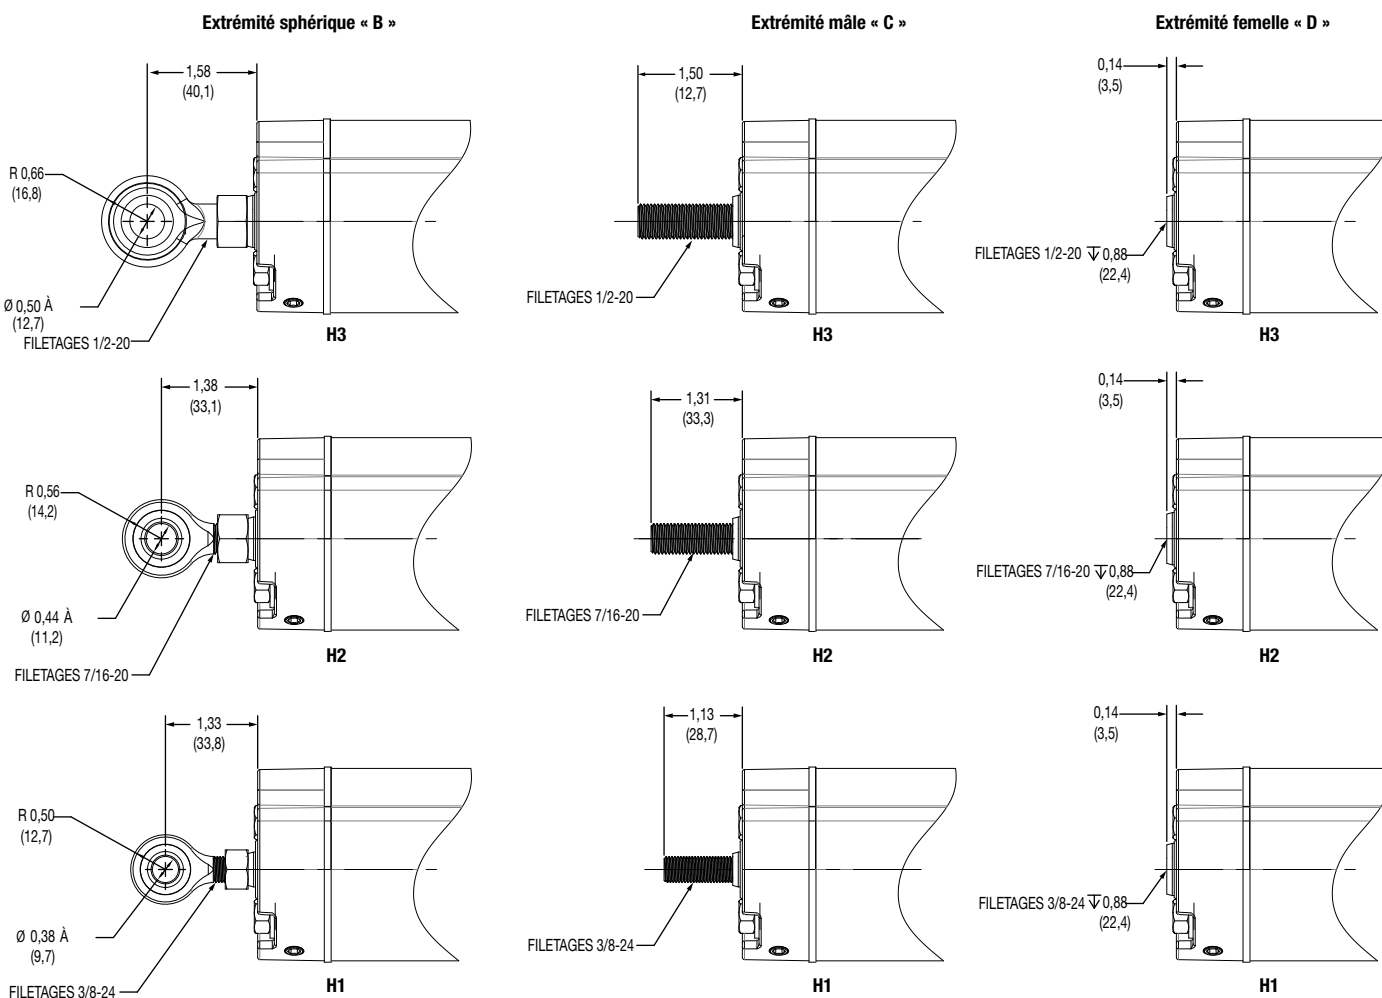 Extrémité sphérique « B »
Extrémité mâle « C »
Extrémité femelle « D »
1,58
(40,1)
R 0,66
(16,8)
Ø 0,50 À
(12,7)
FILETAGES 1/2-20
H3
1,50
(12,7)
FILETAGES 1/2-20
H3
0,14
(3,5)
FILETAGES 1/2-20 ↧ 0,88
(22,4)
H3
1,38
(33,1)
R 0,56
(14,2)
Ø 0,44 À
(11,2)
FILETAGES 7/16-20
H2
1,31
(33,3)
FILETAGES 7/16-20
H2
0,14
(3,5)
FILETAGES 7/16-20 ↧ 0,88
(22,4)
H2
1,33
(33,8)
R 0,50
(12,7)
Ø 0,38 À
(9,7)
FILETAGES 3/8-24
H1
1,13
(28,7)
FILETAGES 3/8-24
H1
0,14
(3,5)
FILETAGES 3/8-24 ↧ 0,88
(22,4)
H1